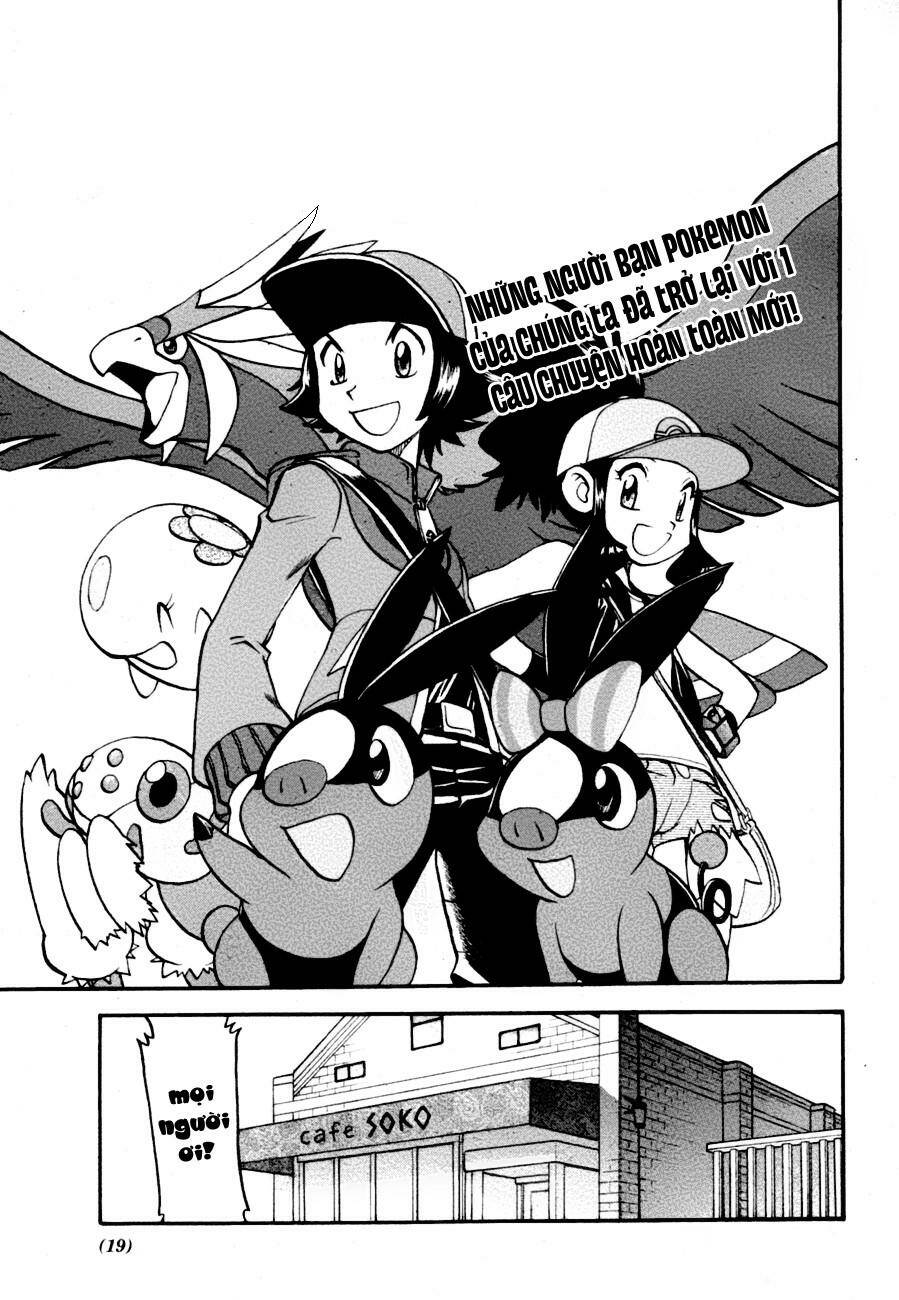 NHỮNG NGƯỜI BẠN POKEMON
CỦA CHÚNG TA ĐÃ TRỞ LẠI VỚI 1
CÂU CHUYỆN HOÀN TOÀN MỚI!
mọi
người
ơi!
cafe SOKO
(19)